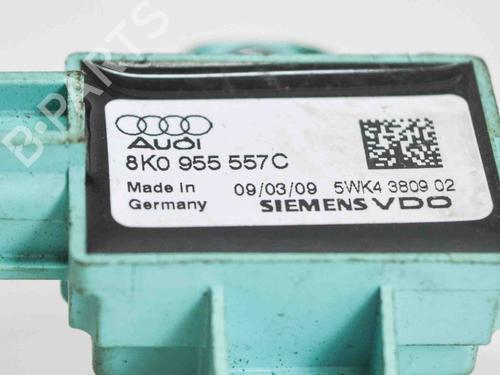 B-PARTS
Audi
8K0 955 557C
Made in Germany
09/03/09 5WK4 3809 02
SIEMENS VDO